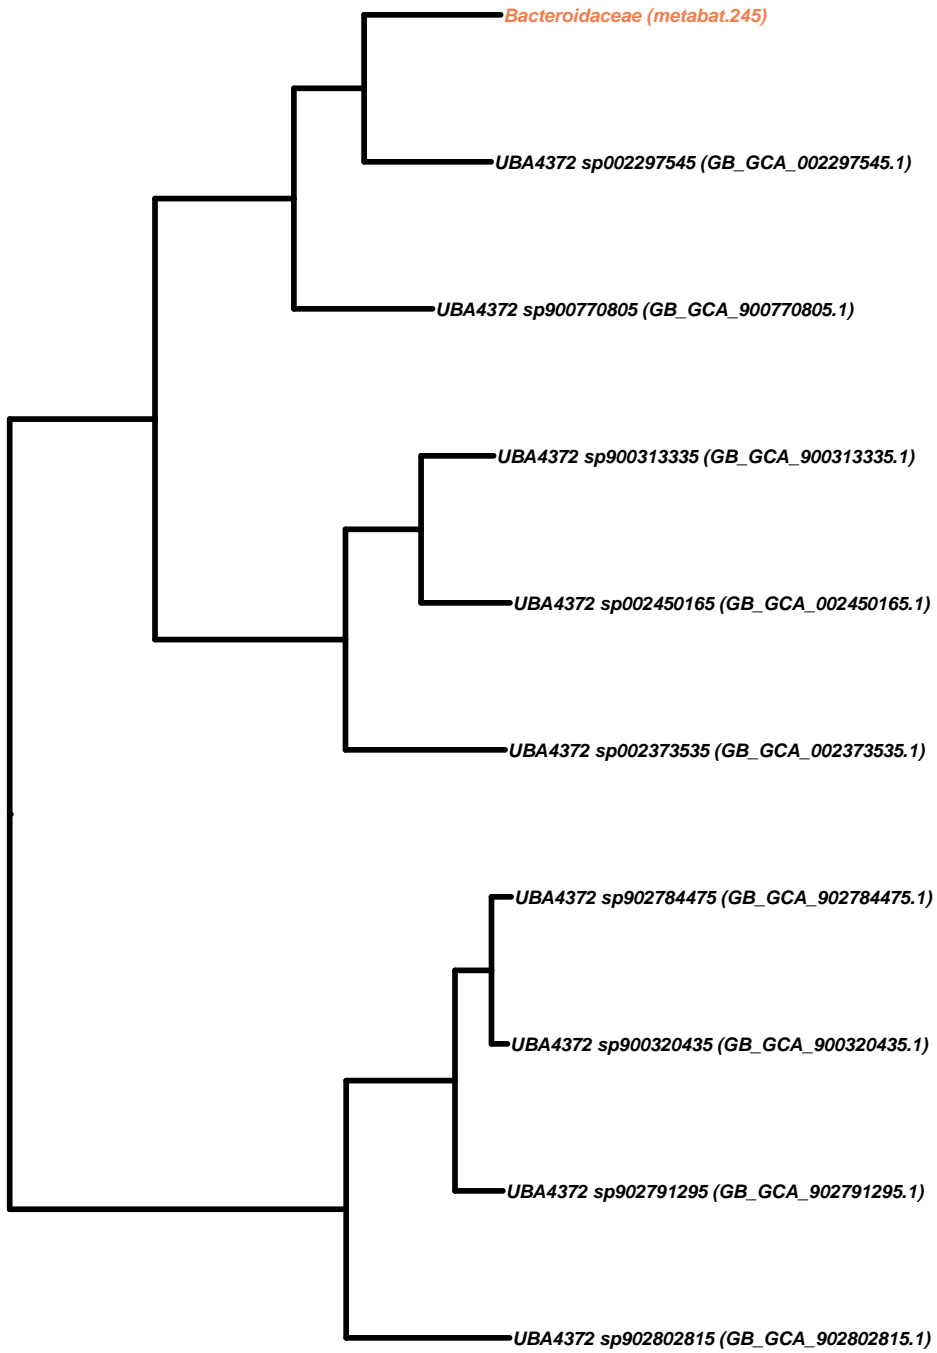 Bacteroidaceae (metabat.245)
UBA4372 sp002297545 (GB_GCA_002297545.1)
UBA4372 sp900770805 (GB_GCA_900770805.1)
UBA4372 sp900313335 (GB_GCA_900313335.1)
UBA4372 sp002450165 (GB_GCA_002450165.1)
UBA4372 sp002373535 (GB_GCA_002373535.1)
UBA4372 sp902784475 (GB_GCA_902784475.1)
UBA4372 sp900320435 (GB_GCA_900320435.1)
UBA4372 sp902791295 (GB_GCA_902791295.1)
UBA4372 sp902802815 (GB_GCA_902802815.1)